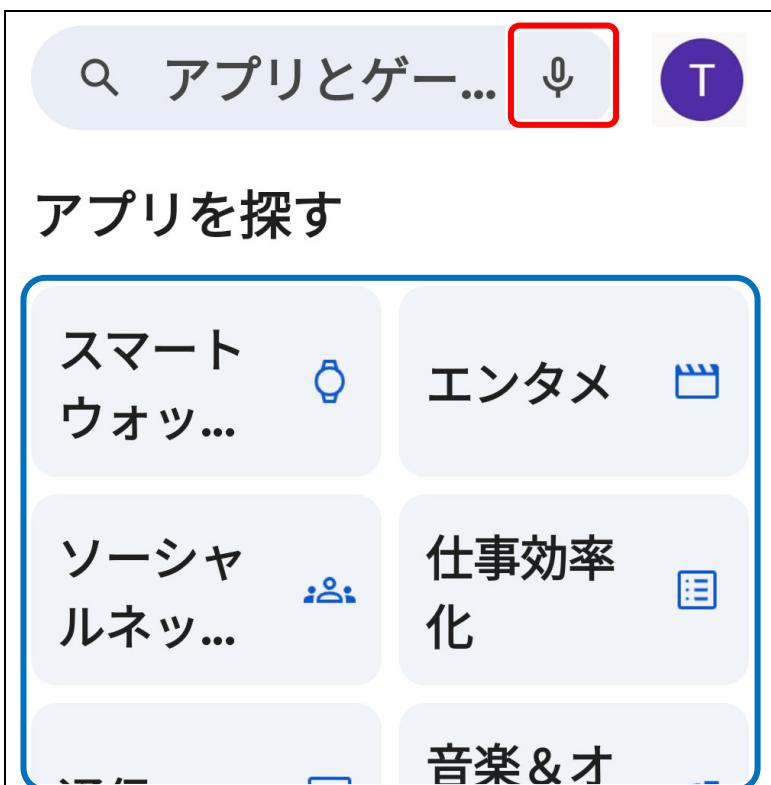 アプリとゲー...
T
アプリを探す
スマート
ウォッ...
エンタメ
ソーシャ
ルネッ...
仕事効率
化
音楽＆オ